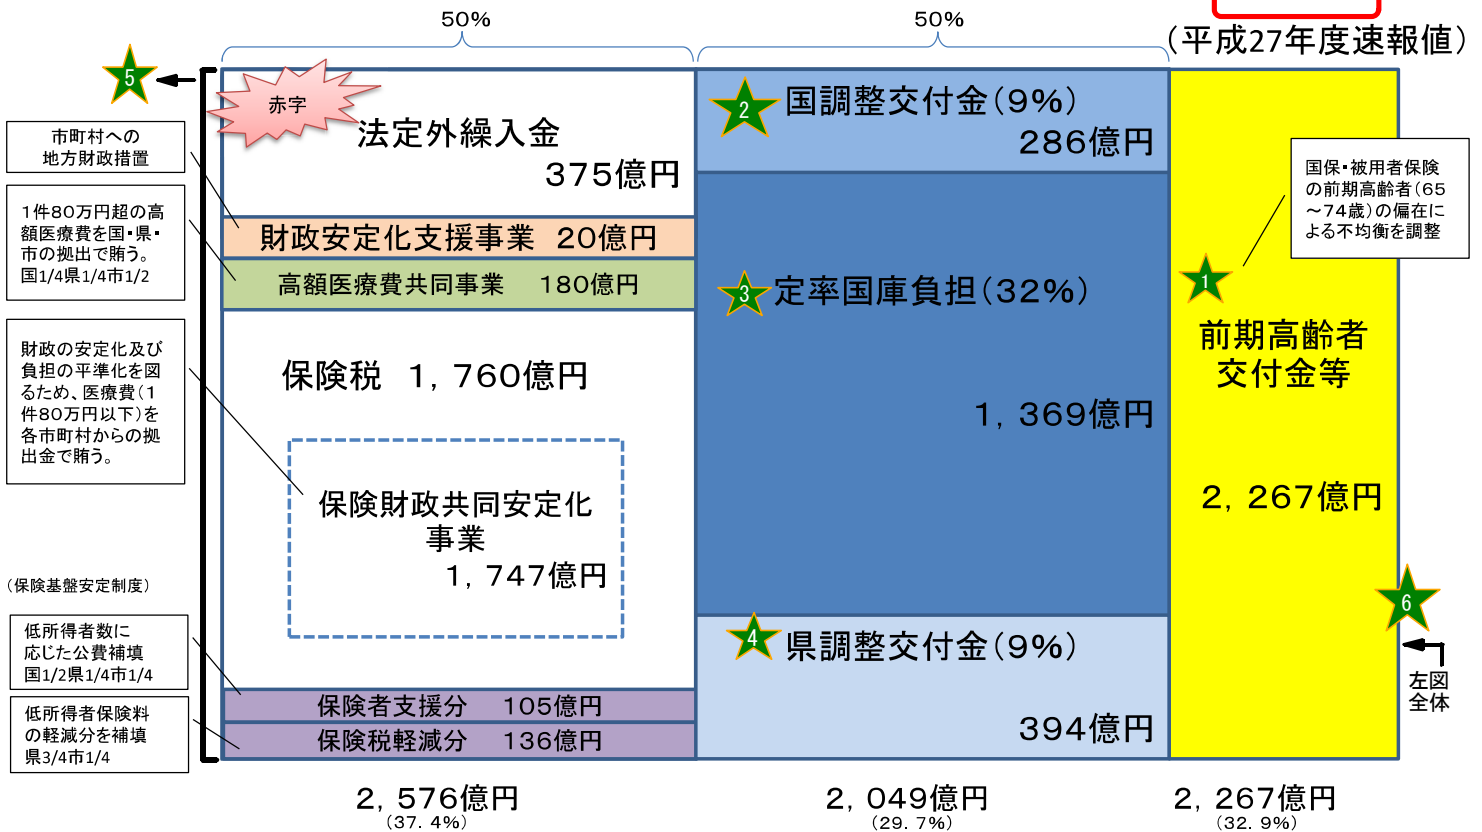 50%
50%
（平成27年度速報値）
5
赤字
法定外繰入金
375億円
市町村への
地方財政措置
1件80万円超の高
額医療費を国・県・
市の拠出で賄う。
国1/4県1/4市1/2
財政安定化支援事業　20億円
高額医療費共同事業　180億円
財政の安定化及び
負担の平準化を図
るため、医療費（1
件80万円以下）を
各市町村からの拠
出金で賄う。
保険税　1，760億円
保険財政共同安定化
事業
1，747億円
（保険基盤安定制度）
低所得者数に
応じた公費補填
国1/2県1/4市1/4
低所得者保険料
の軽減分を補填
県3/4市1/4
保険者支援分　105億円
保険税軽減分　136億円
2
国調整交付金（9%）
286億円
3
定率国庫負担（32%）
1，369億円
4
県調整交付金（9%）
394億円
国保・被用者保険
の前期高齢者（65
～74歳）の偏在に
よる不均衡を調整
1
前期高齢者
交付金等
2，267億円
6
左図
全体
2，576億円
（37．4%）
2，049億円
（29．7%）
2，267億円
（32．9%）